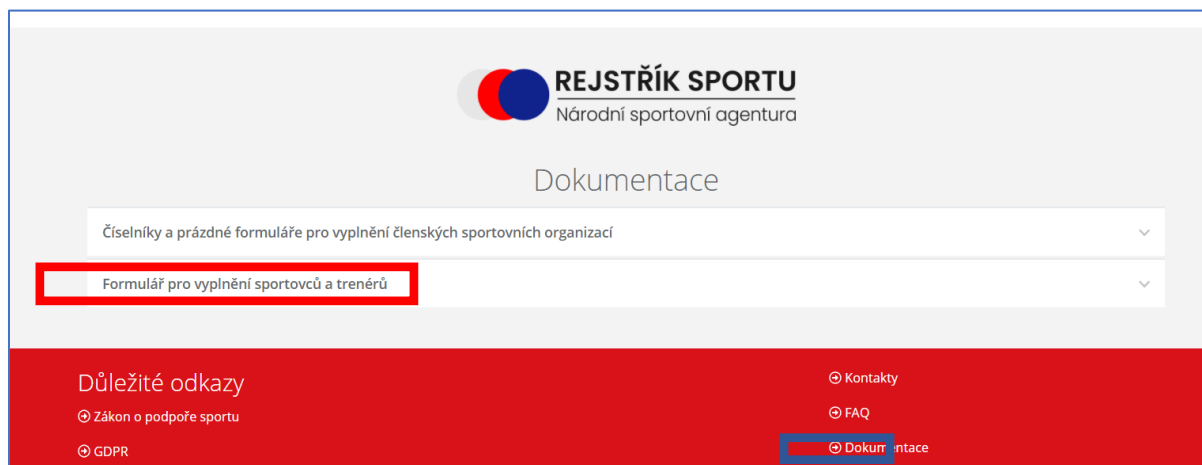 REJSTŘÍK SPORTU
Národní sportovní agentura
Dokumentace
Číselníky a prázdné formuláře pro vyplnění členských sportovních organizací
Formulář pro vyplnění sportovců a trenérů
Důležité odkazy
Zákon o podpoře sportu
GDPR
Kontakty
FAQ
Dokumentace